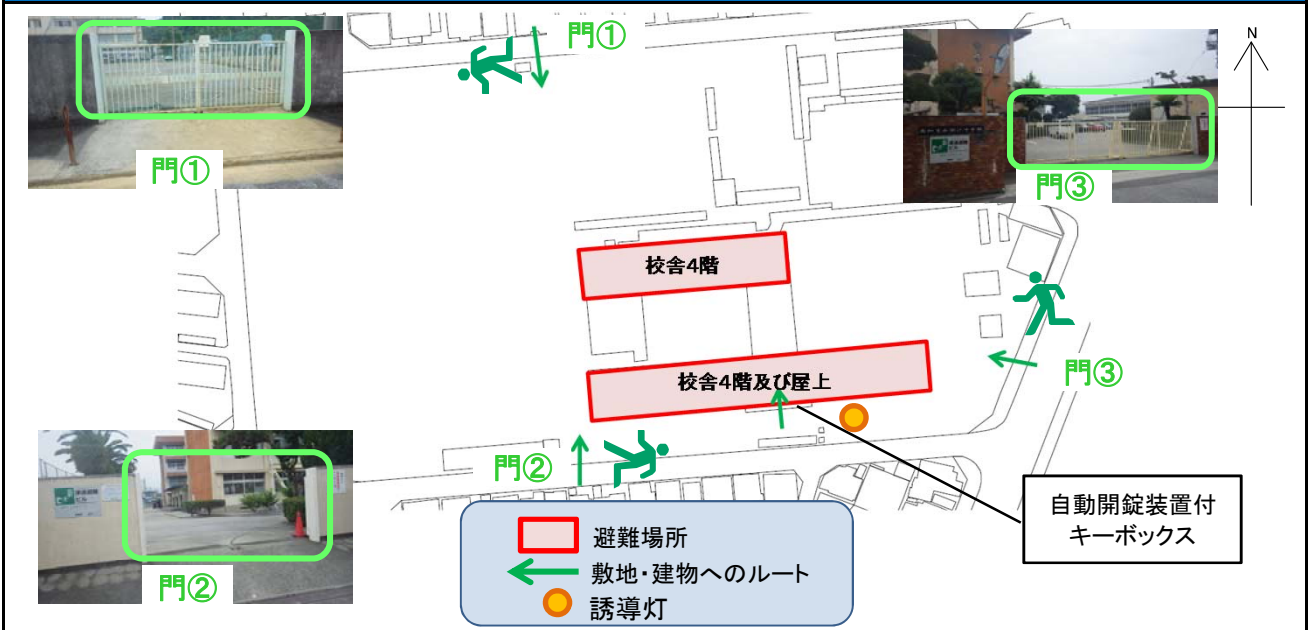 門①
門①
N
門③
校舎4階
校舎4階及び屋上
門③
門②
門②
自動開錠装置付
キーボックス
避難場所
敷地・建物へのルート
誘導灯